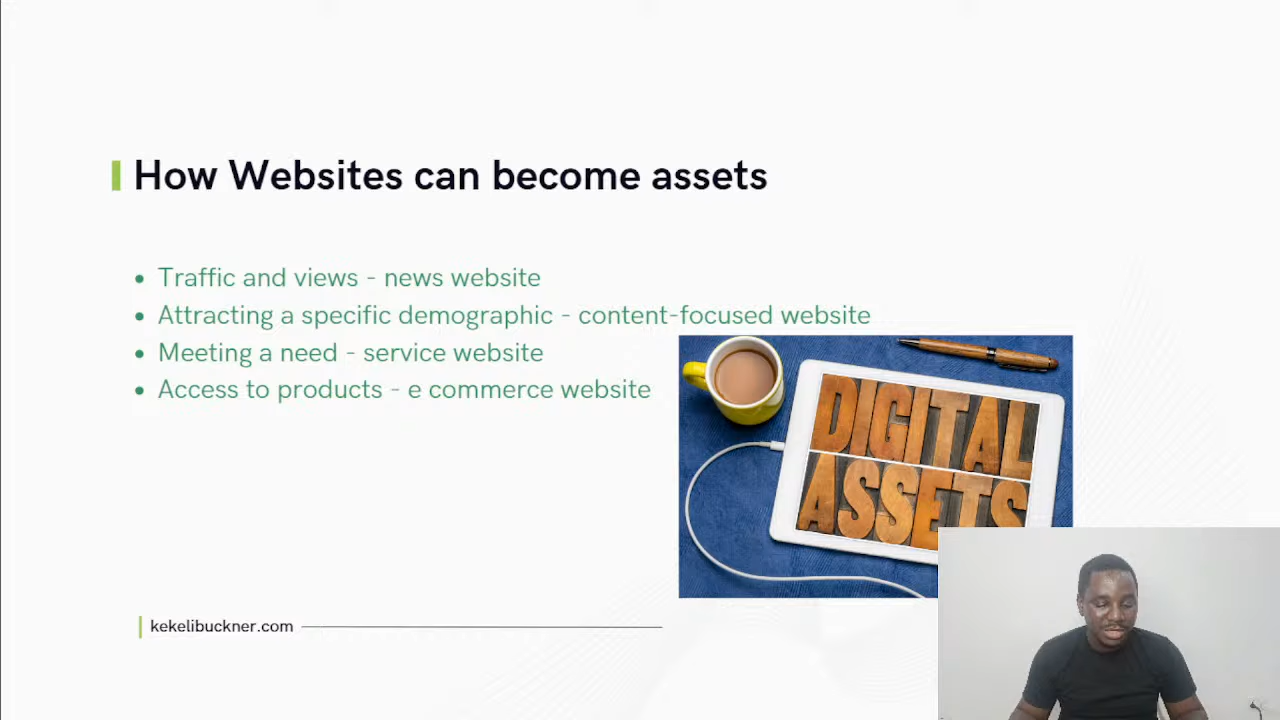 How Websites can become assets
Traffic and views - news website
Attracting a specific demographic - content-focused website
Meeting a need - service website
Access to products - e commerce website
DIGITAL
ASSETS
kekelibuckner.com